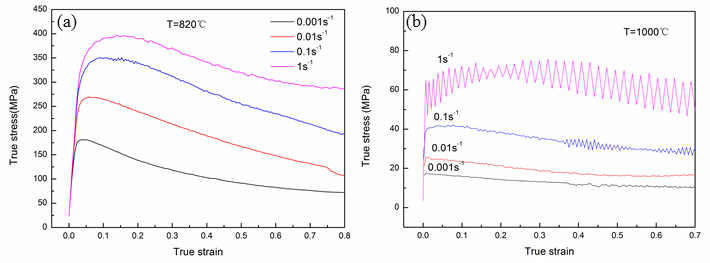 (a)
T=820℃
0.001s-1
0.01s-1
0.1s-1
1s-1
True stress(MPa)
450
400
350
300
250
200
150
100
50
0
0.0 0.1 0.2 0.3 0.4 0.5 0.6 0.7 0.8
True strain
(b)
T=1000℃
1s-1
0.1s-1
0.01s-1
0.001s-1
True stress (MPa)
100
80
60
40
20
0
0.0 0.1 0.2 0.3 0.4 0.5 0.6 0.7
True strain